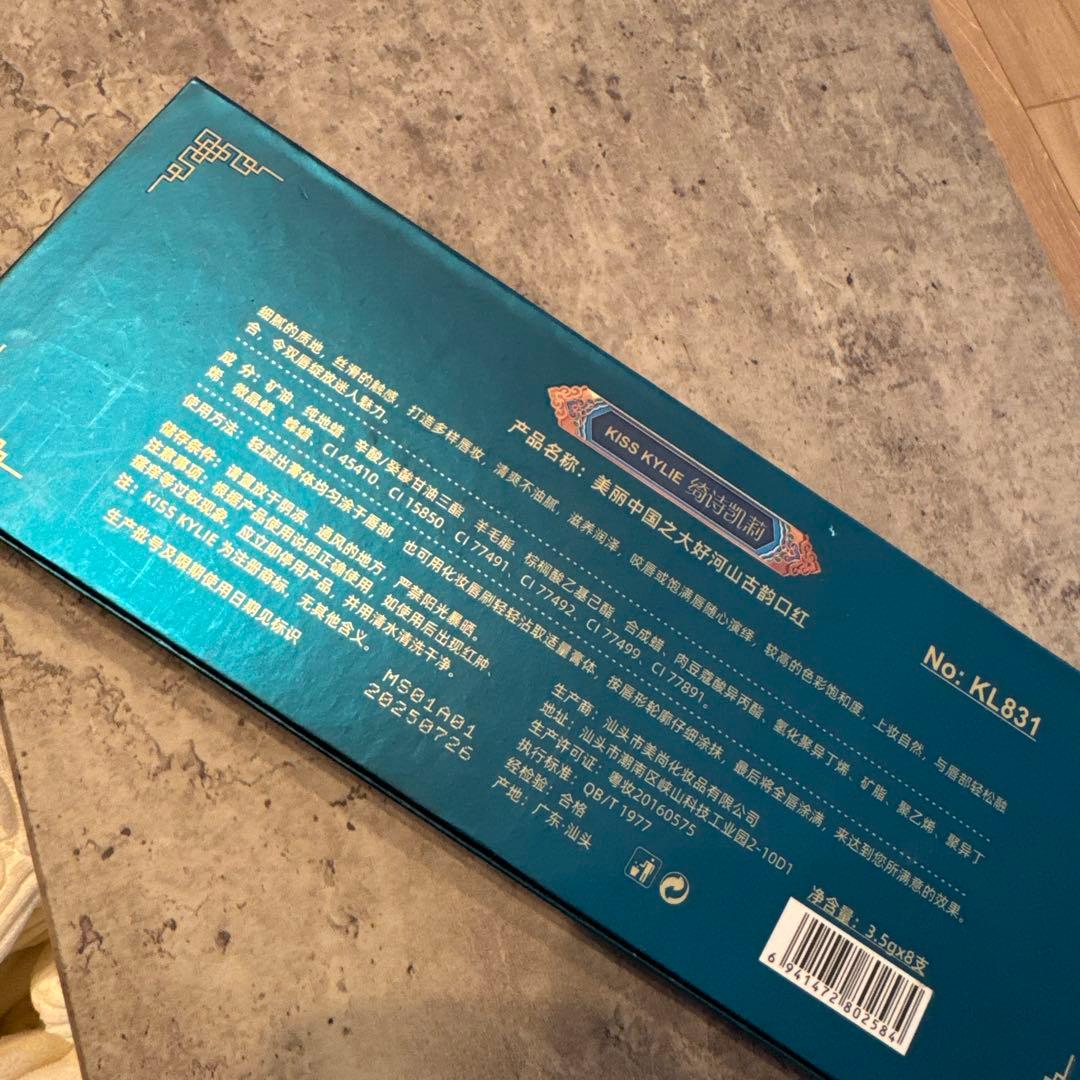 KISS KYLIE 绮诗凯莉
产品名称：美丽中国之大好河山古韵口红
No: KL831
细腻的质地，丝滑的触感，打造多样唇妆，清爽不油腻，滋养润泽，咬唇或饱满唇随心演绎，较高的色彩饱和度，上妆自然，与唇部轻松融
合，令双唇绽放迷人魅力。
成 分：矿油、纯地蜡、辛酸/癸酸甘油三酯、羊毛脂、棕榈酸乙基己酯、合成蜡、肉豆蔻酸异丙酯、氢化聚异丁烯、矿脂、聚乙烯、聚异丁
烯、微晶蜡、蜂蜡、CI 45410、CI 15850、CI 77491、CI 77492、CI 77499、CI 77891。
使用方法：轻旋出膏体均匀涂于唇部，也可用化妆唇刷轻轻沾取适量膏体，按唇形轮廓仔细涂抹，最后将全唇涂满，来达到您所满意的效果。
储存条件：请置放于阴凉、通风的地方，严禁阳光暴晒。
注意事项：根据产品使用说明正确使用，如使用后出现红肿、
瘙痒等过敏现象，应立即停用产品，并用清水清洗干净。
注：KISS KYLIE 为注册商标，无其他含义。
生产批号及限期使用日期见标识
MS01A01
20250726
生产商：汕头市美尚化妆品有限公司
地址：汕头市潮南区峡山科技工业园2-10D1
生产许可证：粤妆20160575
执行标准：QB/T 1977
经检验：合格
产地：广东·汕头
净含量：3.5gx8支
6 941472 802584